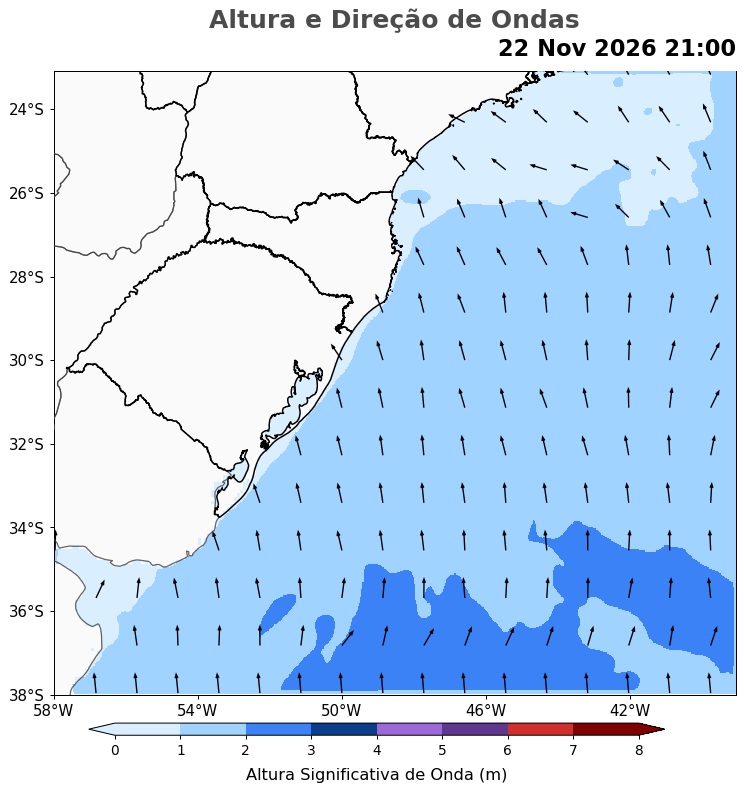 Altura e Direção de Ondas
22 Nov 2026 21:00
24°S
26°S
28°S
30°S
32°S
34°S
36°S
38°S
58°W 54°W 50°W 46°W 42°W
0 1 2 3 4 5 6 7 8
Altura Significativa de Onda (m)